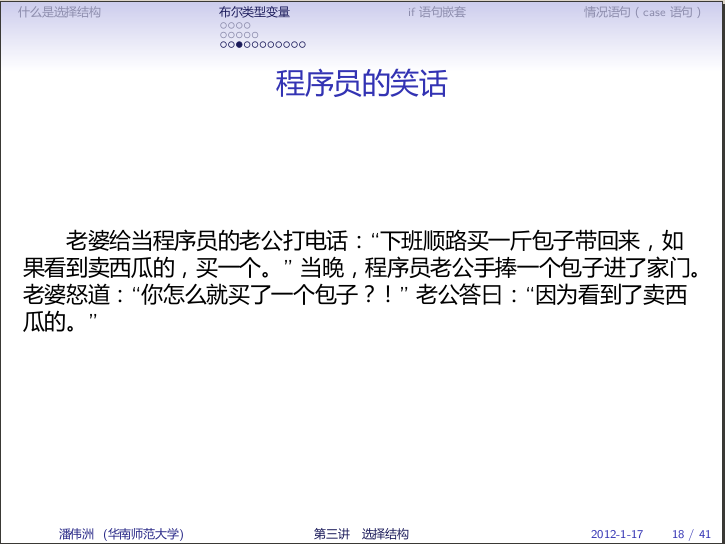 什么是选择结构 布尔类型变量 if 语句嵌套 情况语句（case 语句）
程序员的笑话
老婆给当程序员的老公打电话：“下班顺路买一斤包子带回来，如
果看到卖西瓜的，买一个。” 当晚，程序员老公手捧一个包子进了家门。
老婆怒道：“你怎么就买了一个包子？！” 老公答曰：“因为看到了卖西
瓜的。”
潘伟洲 (华南师范大学) 第三讲 选择结构 2012-1-17 18 / 41